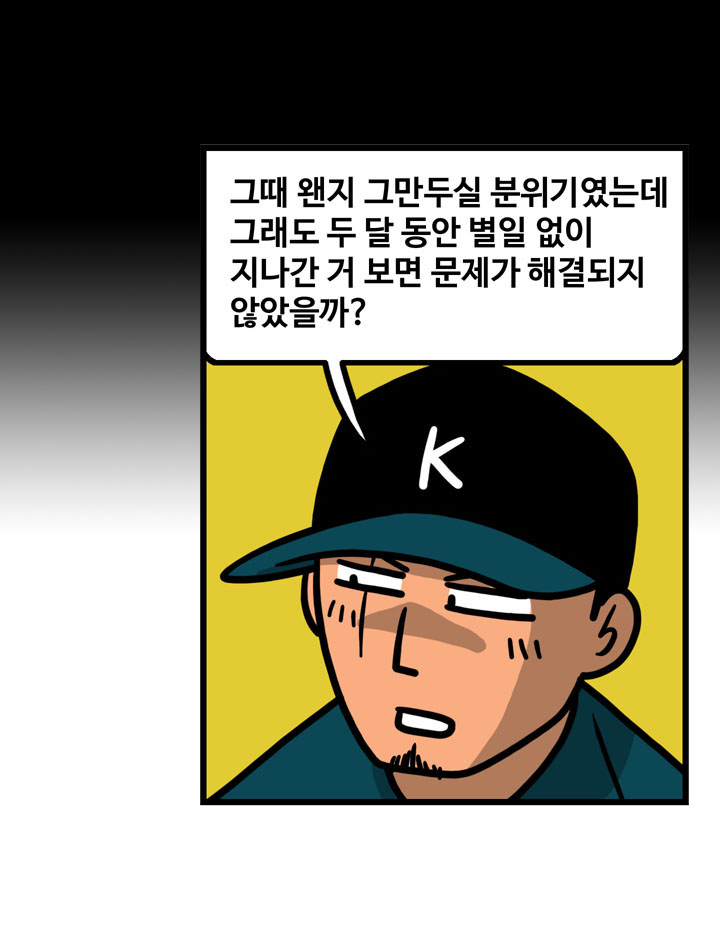 그때 왠지 그만두실 분위기였는데
그래도 두 달 동안 별일 없이
지나간 거 보면 문제가 해결되지
않았을까?
K